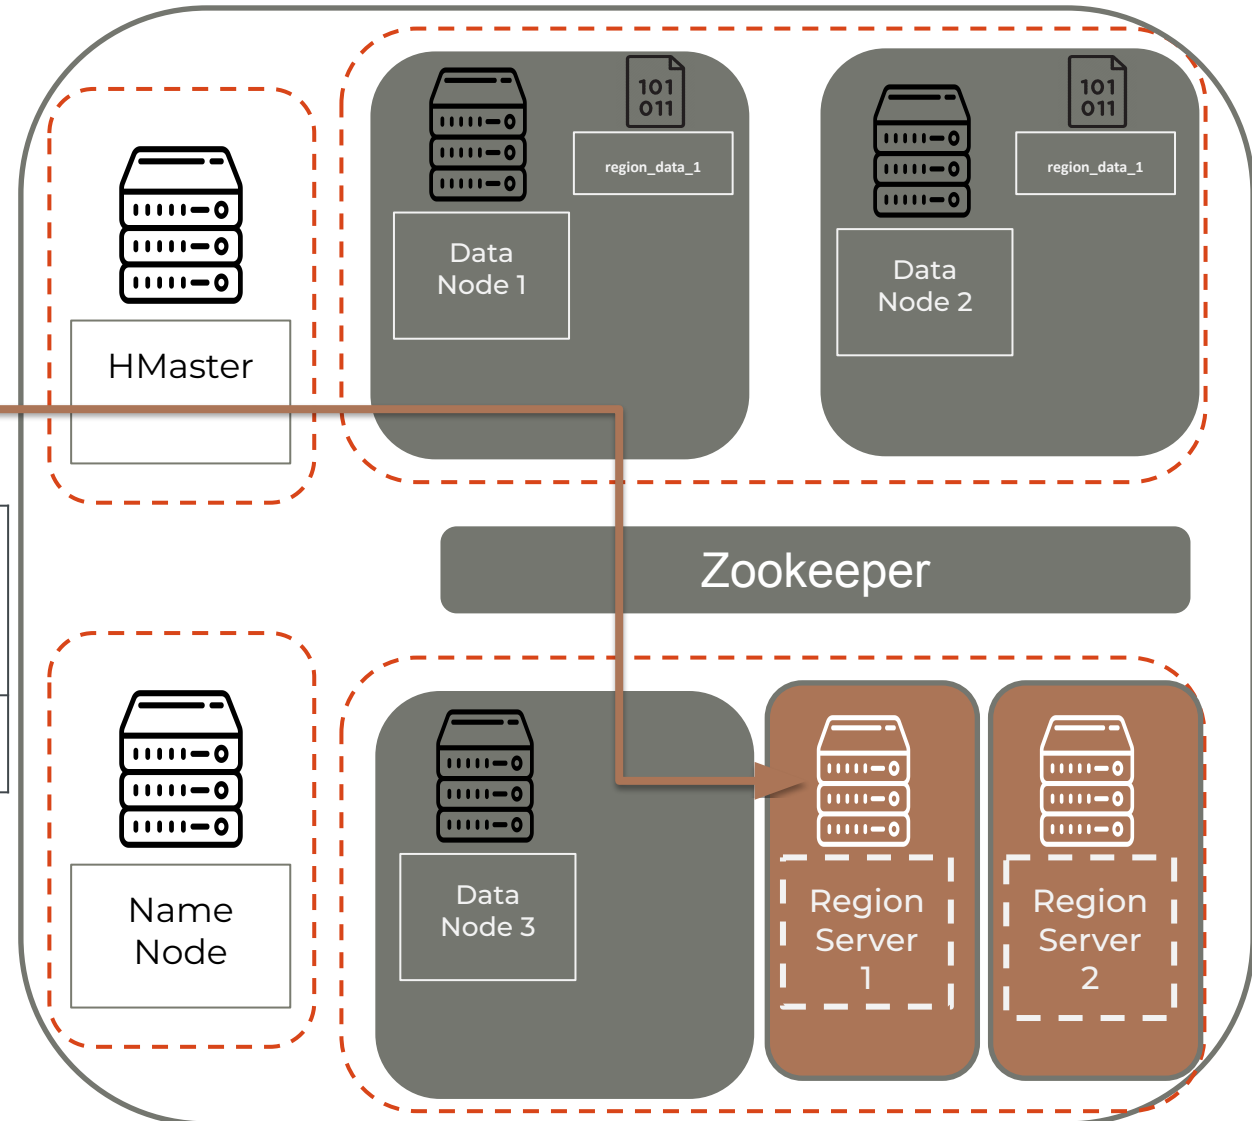 101
011
region_data_1
101
011
region_data_1
Data
Node 1
Data
Node 2
HMaster
Zookeeper
Name
Node
Data
Node 3
Region
Server
1
Region
Server
2